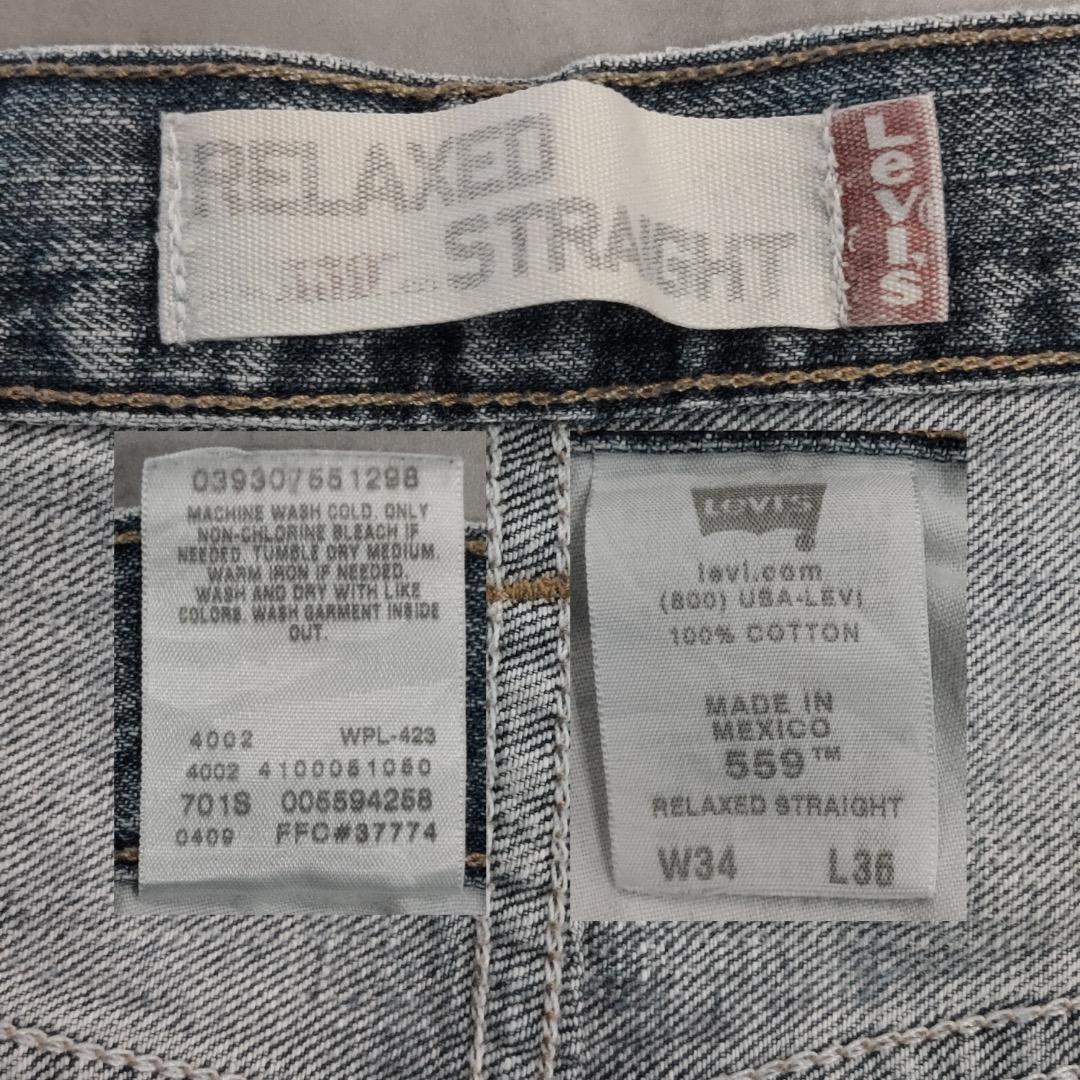 RELAXED
STRAIGHT
LEVI'S
039307551298
MACHINE WASH COLD. ONLY
NON-CHLORINE BLEACH IF
NEEDED. TUMBLE DRY MEDIUM.
WARM IRON IF NEEDED.
WASH AND DRY WITH LIKE
COLORS. WASH GARMENT INSIDE
OUT.
4002 WPL-423
4002 4100051050
701S 005594258
0409 FFC#37774
LEVI'S
®
levi.com
(800) USA-LEVI
100% COTTON
MADE IN
MEXICO
559™
RELAXED STRAIGHT
W34 L36